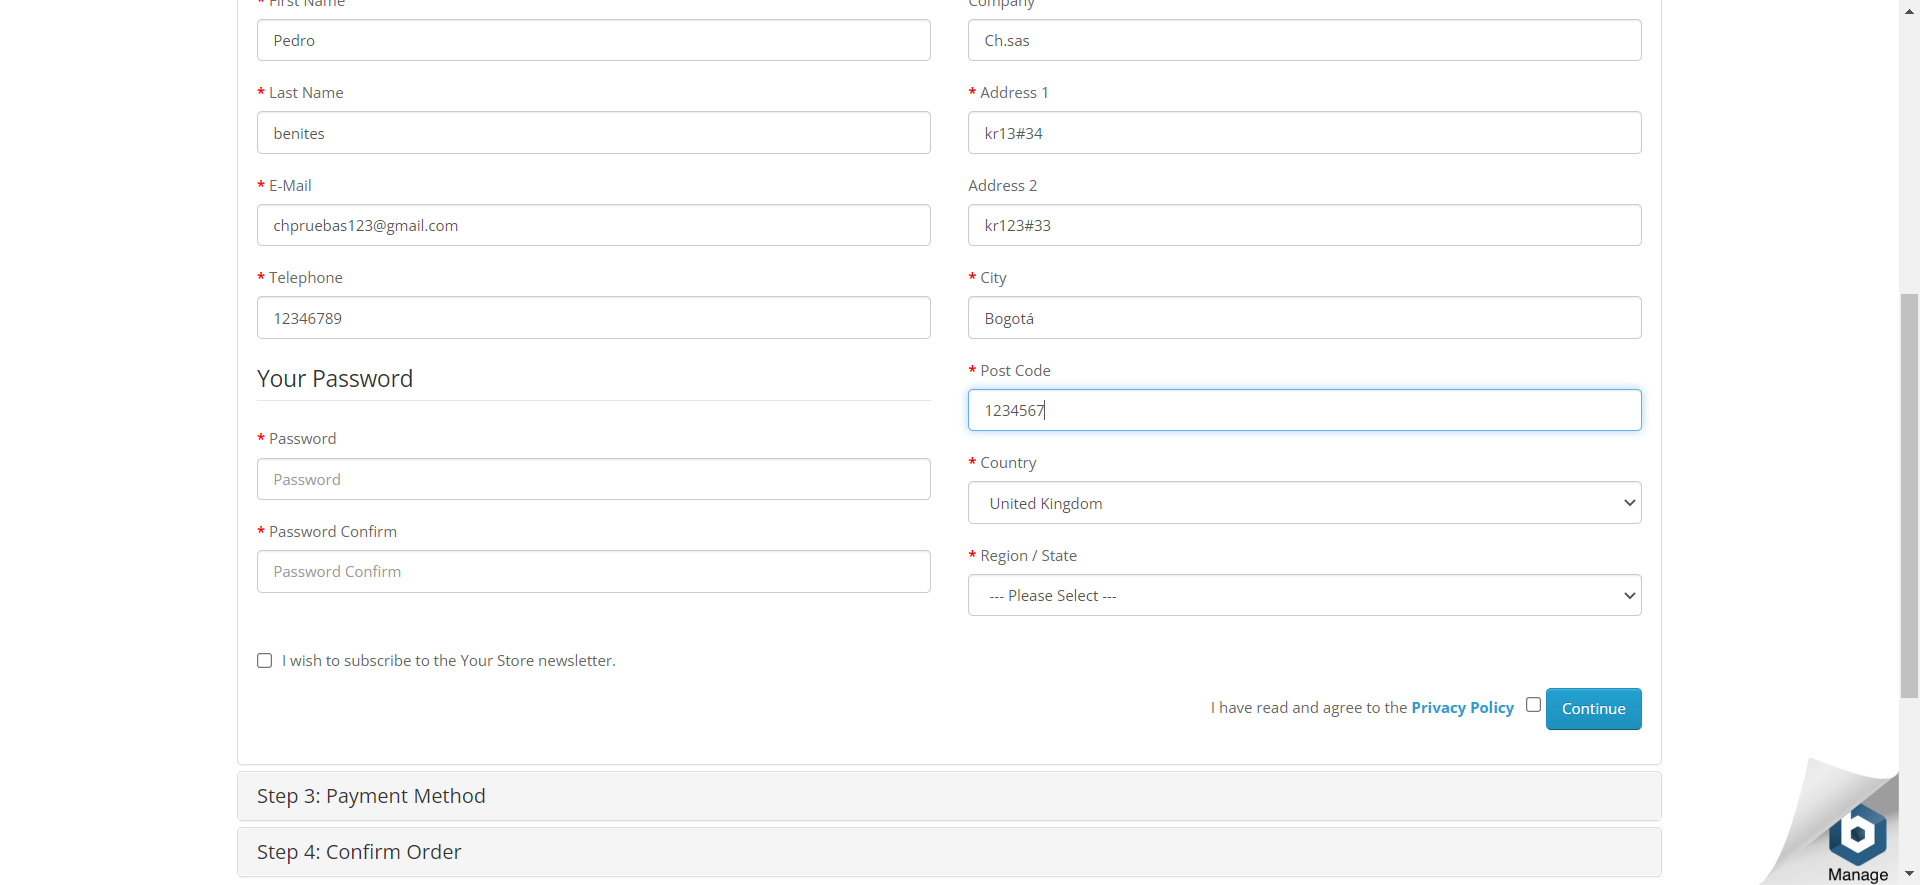 * First Name
Pedro
* Last Name
benites
* E-Mail
chpruebas123@gmail.com
* Telephone
12346789
Your Password
* Password
Password
* Password Confirm
Password Confirm
Company
Ch.sas
* Address 1
kr13#34
Address 2
kr123#33
* City
Bogotá
* Post Code
1234567
* Country
United Kingdom
* Region / State
--- Please Select ---
I wish to subscribe to the Your Store newsletter.
I have read and agree to the Privacy Policy
Continue
Step 3: Payment Method
Step 4: Confirm Order
b
Manage